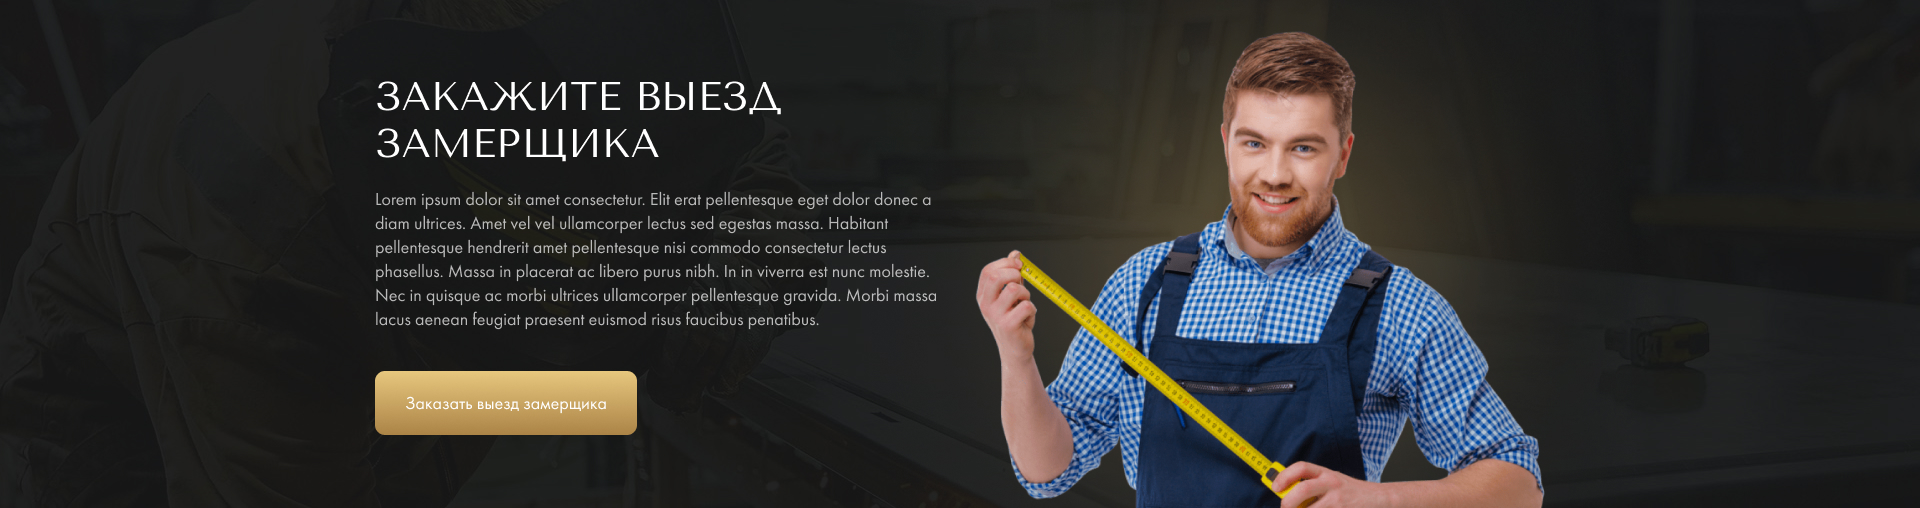 ЗАКАЖИТЕ ВЫЕЗД
ЗАМЕРЩИКА
Lorem ipsum dolor sit amet consectetur. Elit erat pellentesque eget dolor donec a
diam ultrices. Amet vel vel ullamcorper lectus sed egestas massa. Habitant
pellentesque hendrerit amet pellentesque nisi commodo consectetur lectus
phasellus. Massa in placerat ac libero purus nibh. In in viverra est nunc molestie.
Nec in quisque ac morbi ultrices ullamcorper pellentesque gravida. Morbi massa
lacus aenean feugiat praesent euismod risus faucibus penatibus.
Заказать выезд замерщика